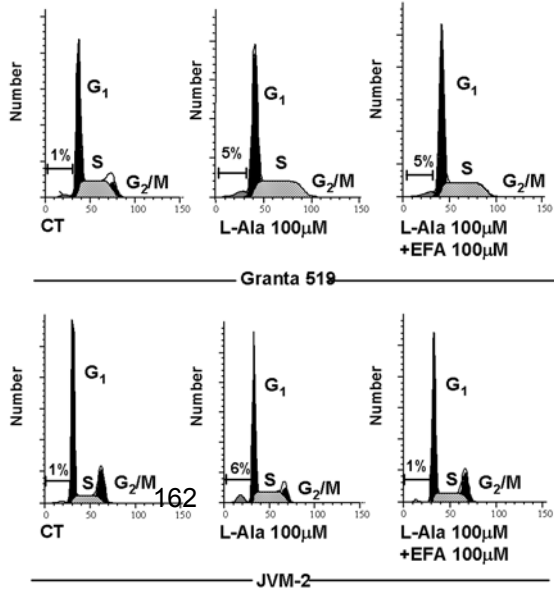 Number
G1
1%
S
G2/M
0 50 100 150
CT
Number
G1
5%
S
G2/M
0 50 100 150
L-Ala 100μM
Number
G1
5%
S
G2/M
0 50 100 150
L-Ala 100μM
+EFA 100μM
Granta 519
Number
G1
1%
S
G2/M
0 50 100 150
162
CT
Number
G1
6%
S
G2/M
0 50 100 150
L-Ala 100μM
Number
G1
1%
S
G2/M
0 50 100 150
L-Ala 100μM
+EFA 100μM
JVM-2